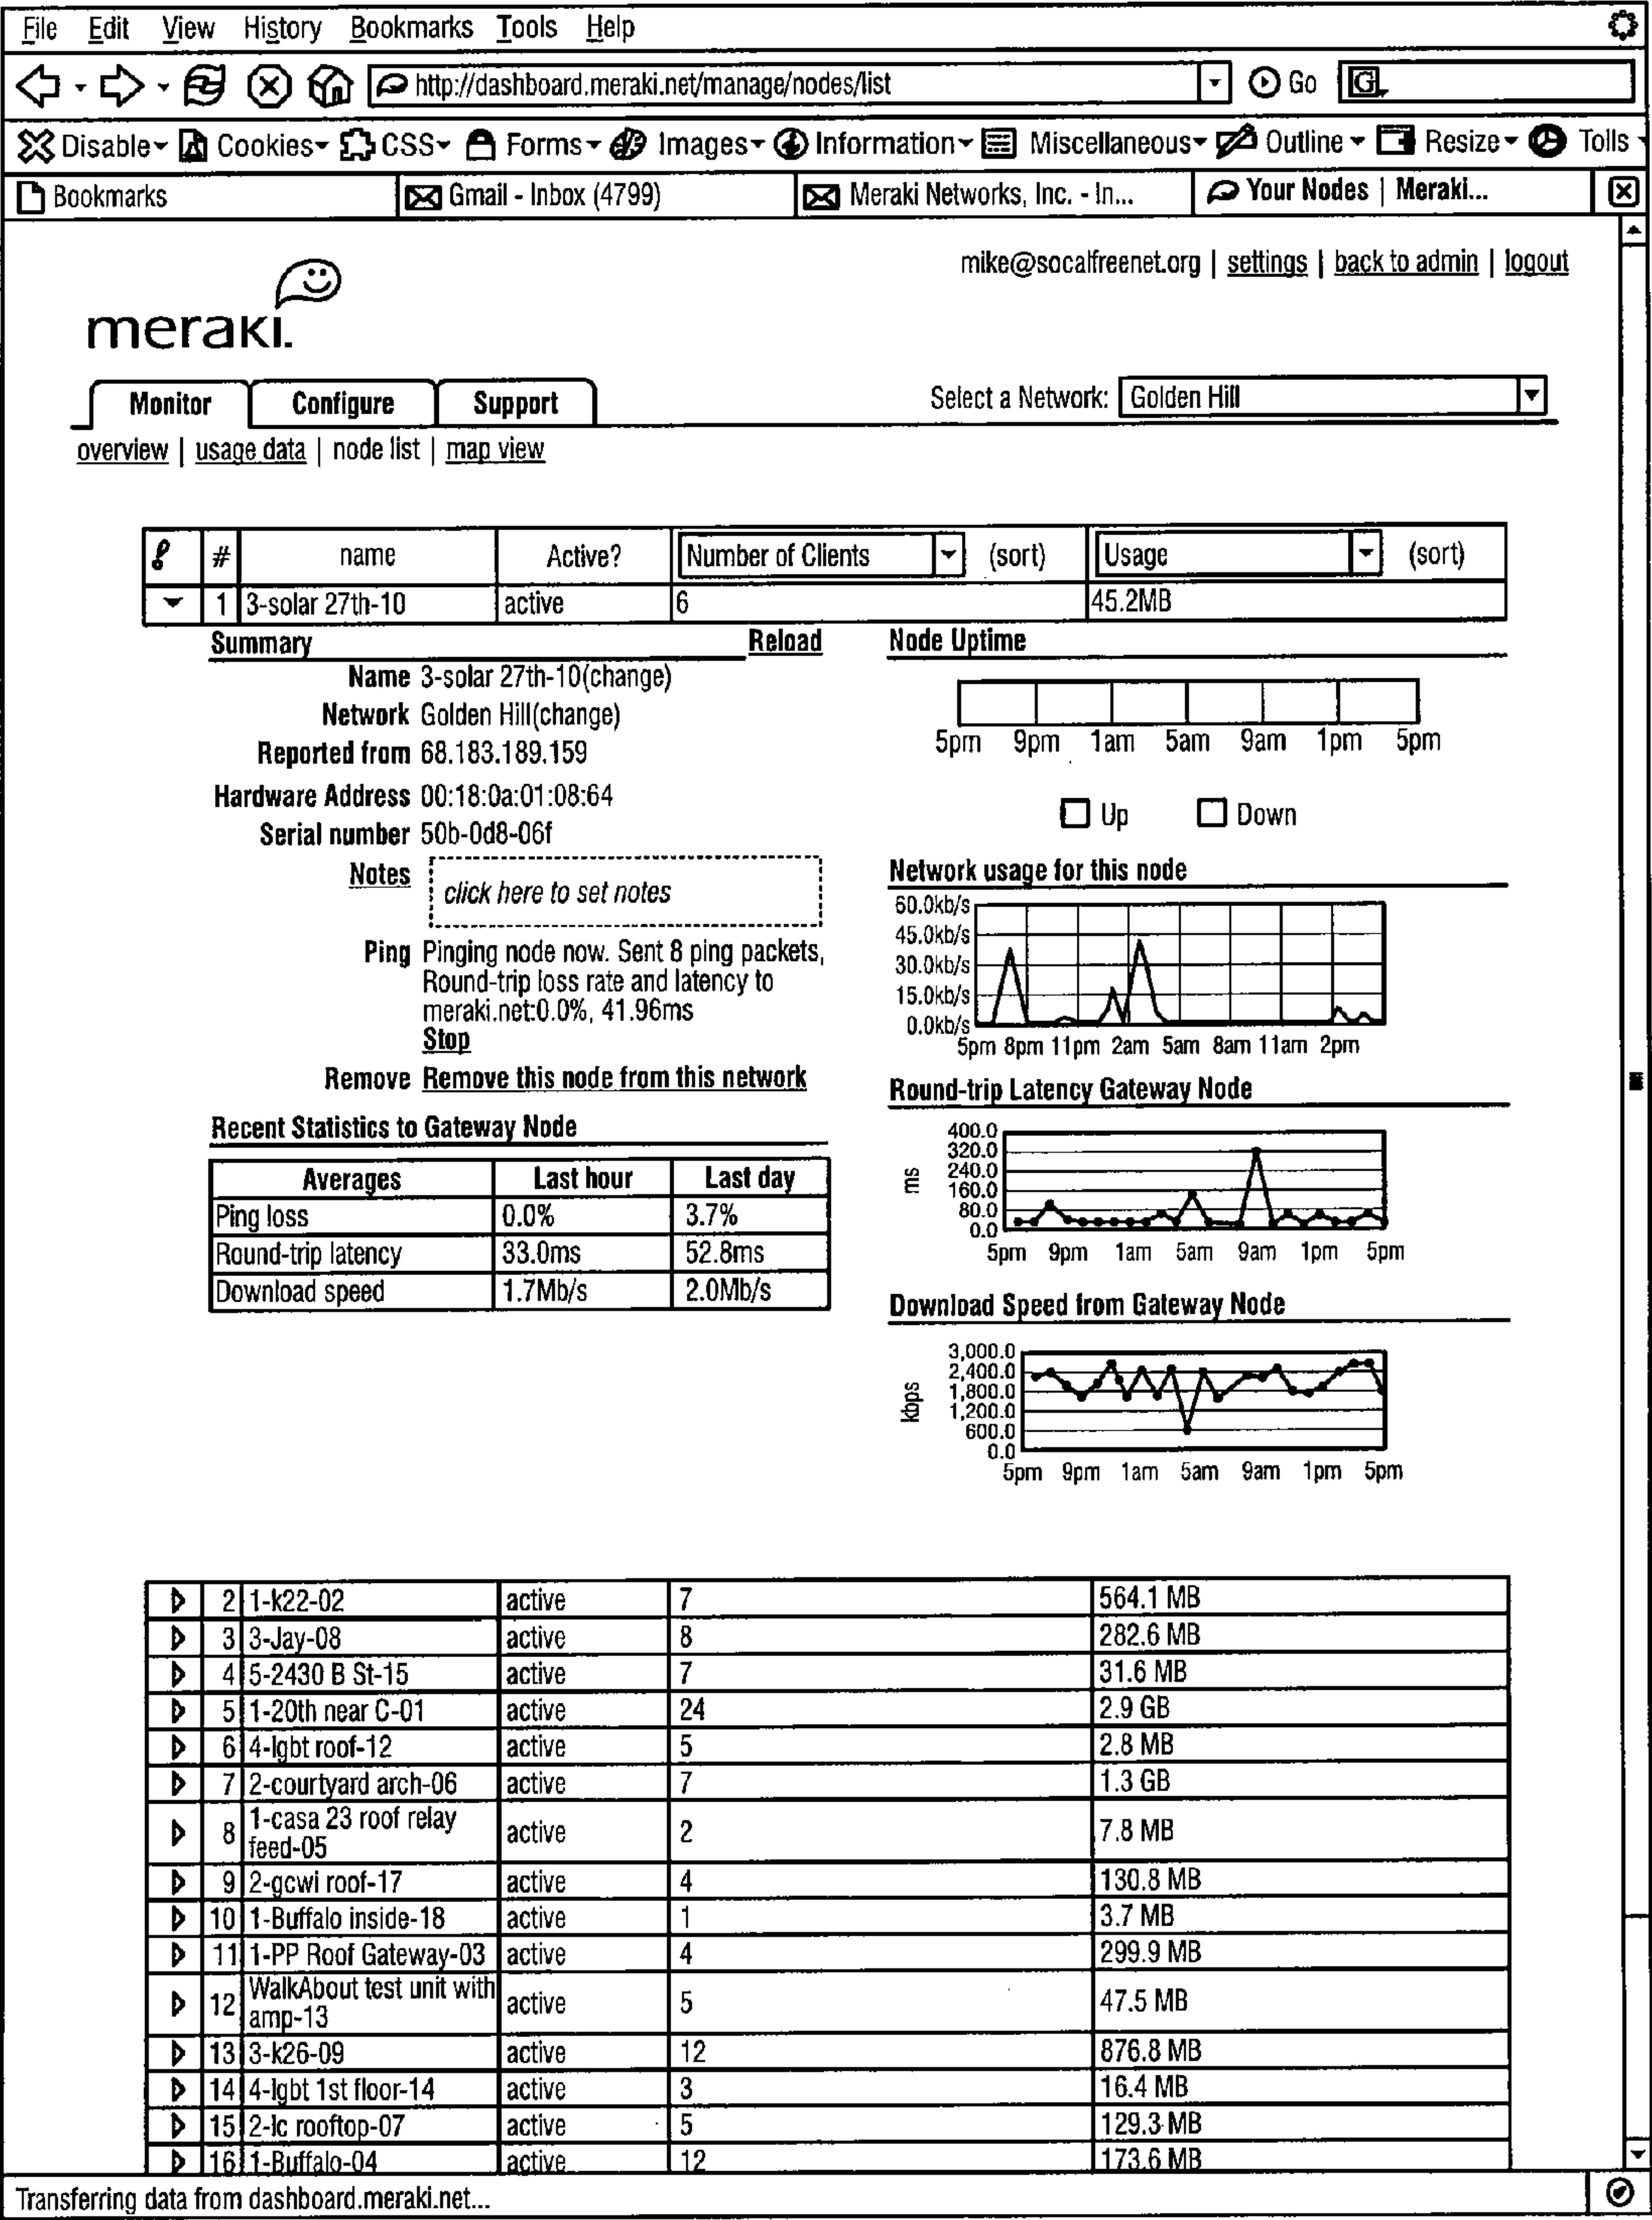 File Edit View History Bookmarks Tools Help
http://dashboard.meraki.net/manage/nodes/list Go G
Disable Cookies CSS Forms Images Information Miscellaneous Outline Resize Tolls
Bookmarks Gmail - Inbox (4799) Meraki Networks, Inc. - In... Your Nodes | Meraki...
mike@socalfreenet.org | settings | back to admin | logout
meraki.
Monitor Configure Support Select a Network: Golden Hill
overview | usage data | node list | map view
# name Active? Number of Clients (sort) Usage (sort)
1 3-solar 27th-10 active 6 45.2MB
Summary Reload
Name 3-solar 27th-10(change)
Network Golden Hill(change)
Reported from 68.183.189.159
Hardware Address 00:18:0a:01:08:64
Serial number 50b-0d8-06f
Notes click here to set notes
Ping Pinging node now. Sent 8 ping packets,
Round-trip loss rate and latency to
meraki.net:0.0%, 41.96ms
Stop
Remove Remove this node from this network
Recent Statistics to Gateway Node
Averages Last hour Last day
Ping loss 0.0% 3.7%
Round-trip latency 33.0ms 52.8ms
Download speed 1.7Mb/s 2.0Mb/s
Node Uptime
5pm 9pm 1am 5am 9am 1pm 5pm
Up Down
Network usage for this node
60.0kb/s
45.0kb/s
30.0kb/s
15.0kb/s
0.0kb/s
5pm 8pm 11pm 2am 5am 8am 11am 2pm
Round-trip Latency Gateway Node
ms
400.0
320.0
240.0
160.0
80.0
0.0
5pm 9pm 1am 5am 9am 1pm 5pm
Download Speed from Gateway Node
kbps
3,000.0
2,400.0
1,800.0
1,200.0
600.0
0.0
5pm 9pm 1am 5am 9am 1pm 5pm
2 1-k22-02 active 7 564.1 MB
3 3-Jay-08 active 8 282.6 MB
4 5-2430 B St-15 active 7 31.6 MB
5 1-20th near C-01 active 24 2.9 GB
6 4-lgbt roof-12 active 5 2.8 MB
7 2-courtyard arch-06 active 7 1.3 GB
8 1-casa 23 roof relay
feed-05 active 2 7.8 MB
9 2-gcwi roof-17 active 4 130.8 MB
10 1-Buffalo inside-18 active 1 3.7 MB
11 1-PP Roof Gateway-03 active 4 299.9 MB
12 WalkAbout test unit with
amp-13 active 5 47.5 MB
13 3-k26-09 active 12 876.8 MB
14 4-lgbt 1st floor-14 active 3 16.4 MB
15 2-lc rooftop-07 active 5 129.3 MB
16 1-Buffalo-04 active 12 173.6 MB
Transferring data from dashboard.meraki.net...